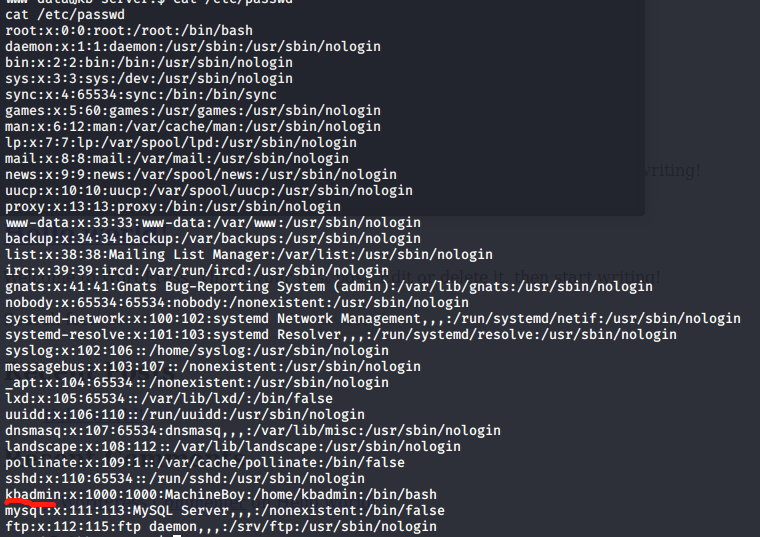 cat /etc/passwd
root:x:0:0:root:/root:/bin/bash
daemon:x:1:1:daemon:/usr/sbin:/usr/sbin/nologin
bin:x:2:2:bin:/bin:/usr/sbin/nologin
sys:x:3:3:sys:/dev:/usr/sbin/nologin
sync:x:4:65534:sync:/bin:/bin/sync
games:x:5:60:games:/usr/games:/usr/sbin/nologin
man:x:6:12:man:/var/cache/man:/usr/sbin/nologin
lp:x:7:7:lp:/var/spool/lpd:/usr/sbin/nologin
mail:x:8:8:mail:/var/mail:/usr/sbin/nologin
news:x:9:9:news:/var/spool/news:/usr/sbin/nologin
writing!
uucp:x:10:10:uucp:/var/spool/uucp:/usr/sbin/nologin
proxy:x:13:13:proxy:/bin:/usr/sbin/nologin
www-data:x:33:33:www-data:/var/www:/usr/sbin/nologin
backup:x:34:34:backup:/var/backups:/usr/sbin/nologin
list:x:38:38:Mailing List Manager:/var/list:/usr/sbin/nologin
irc:x:39:39:ircd:/var/run/ircd:/usr/sbin/nologin
or delete it, then start writing!
gnats:x:41:41:Gnats Bug-Reporting System (admin):/var/lib/gnats:/usr/sbin/nologin
nobody:x:65534:65534:nobody:/nonexistent:/usr/sbin/nologin
systemd-network:x:100:102:systemd Network Management,,,:/run/systemd/netif:/usr/sbin/nologin
systemd-resolve:x:101:103:systemd Resolver,,,:/run/systemd/resolve:/usr/sbin/nologin
syslog:x:102:106::/home/syslog:/usr/sbin/nologin
messagebus:x:103:107::/nonexistent:/usr/sbin/nologin
_apt:x:104:65534::/nonexistent:/usr/sbin/nologin
lxd:x:105:65534::/var/lib/lxd/:/bin/false
uuidd:x:106:110::/run/uuidd:/usr/sbin/nologin
dnsmasq:x:107:65534:dnsmasq,,,:/var/lib/misc:/usr/sbin/nologin
landscape:x:108:112::/var/lib/landscape:/usr/sbin/nologin
pollinate:x:109:1::/var/cache/pollinate:/bin/false
sshd:x:110:65534::/run/sshd:/usr/sbin/nologin
kbadmin:x:1000:1000:MachineBoy:/home/kbadmin:/bin/bash
mysql:x:111:113:MySQL Server,,,:/nonexistent:/bin/false
ftp:x:112:115:ftp daemon,,,:/srv/ftp:/usr/sbin/nologin